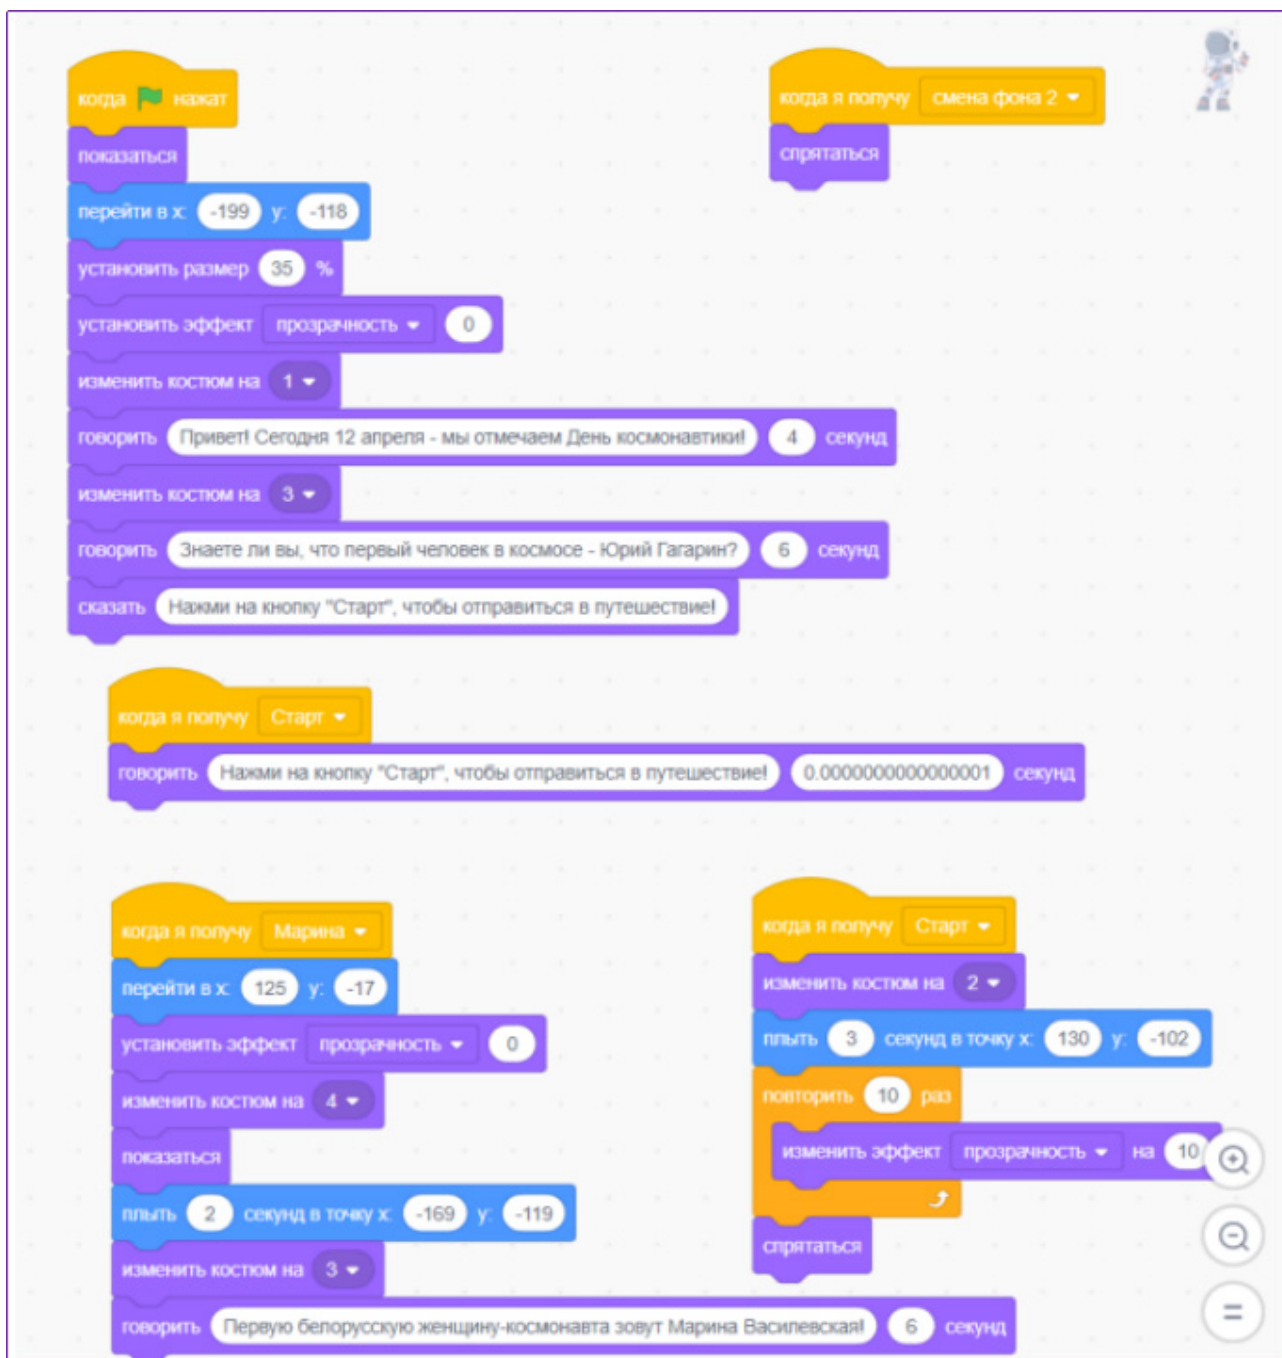 когда нажат
показаться
перейти в x: -199 y: -118
установить размер 35 %
установить эффект прозрачность 0
изменить костюм на 1
говорить Привет! Сегодня 12 апреля - мы отмечаем День космонавтики! 4 секунд
изменить костюм на 3
говорить Знаете ли вы, что первый человек в космосе - Юрий Гагарин? 6 секунд
сказать Нажми на кнопку "Старт", чтобы отправиться в путешествие!
когда я получу смена фона 2
спрятаться
когда я получу Старт
говорить Нажми на кнопку "Старт", чтобы отправиться в путешествие! 0.0000000000000001 секунд
когда я получу Марина
перейти в x: 125 y: -17
установить эффект прозрачность 0
изменить костюм на 4
показаться
плыть 2 секунд в точку x: -169 y: -119
изменить костюм на 3
говорить Первую белорусскую женщину-космонавта зовут Марина Василевская! 6 секунд
когда я получу Старт
изменить костюм на 2
плыть 3 секунд в точку x: 130 y: -102
повторить 10 раз
изменить эффект прозрачность на 10
спрятаться